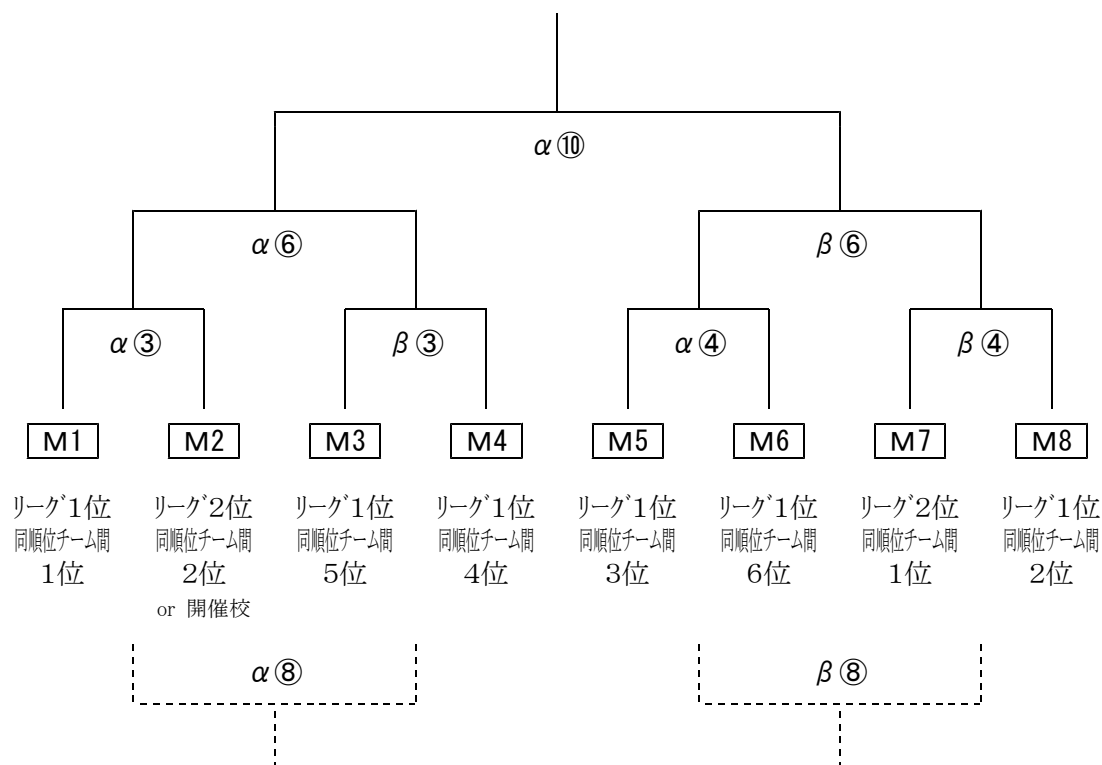 α⑩
α⑥ β⑥
α③ β③ α④ β④
M1 M2 M3 M4 M5 M6 M7 M8
ﾘｰｸﾞ1位 ﾘｰｸﾞ2位 ﾘｰｸﾞ1位 ﾘｰｸﾞ1位 ﾘｰｸﾞ1位 ﾘｰｸﾞ1位 ﾘｰｸﾞ2位 ﾘｰｸﾞ1位
同順位チーム間 同順位チーム間 同順位チーム間 同順位チーム間 同順位チーム間 同順位チーム間 同順位チーム間 同順位チーム間
1位 2位 5位 4位 3位 6位 1位 2位
or 開催校
α⑧ β⑧